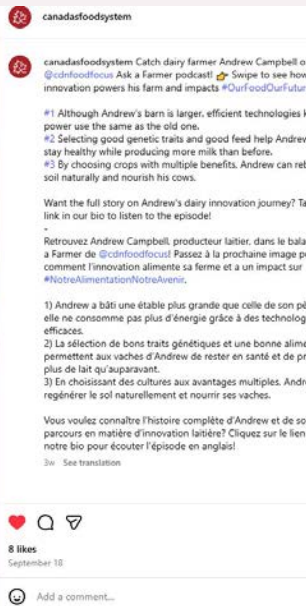 canadasfoodsystem
canadasfoodsystem Catch dairy farmer Andrew Campbell o
@cdnfoodfocus Ask a Farmer podcast! 👉 Swipe to see how
innovation powers his farm and impacts #OurFoodOurFutur
#1 Although Andrew's barn is larger, efficient technologies k
power use the same as the old one.
#2 Selecting good genetic traits and good feed help Andrew
stay healthy while producing more milk than before.
#3 By choosing crops with multiple benefits, Andrew can reb
soil naturally and nourish his cows.
Want the full story on Andrew's dairy innovation journey? Ta
link in our bio to listen to the episode!
-
Retrouvez Andrew Campbell, producteur laitier, dans le bala
a Farmer de @cdnfoodfocus! Passez à la prochaine image po
comment l'innovation alimente sa ferme et a un impact sur
#NotreAlimentationNotreAvenir.
1) Andrew a bâti une étable plus grande que celle de son pè
elle ne consomme pas plus d'énergie grâce à des technolog
efficaces.
2) La sélection de bons traits génétiques et une bonne alime
permettent aux vaches d'Andrew de rester en santé et de pr
plus de lait qu'auparavant.
3) En choisissant des cultures aux avantages multiples, Andr
regénérer le sol naturellement et nourrir ses vaches.
Vous voulez connaître l'histoire complète d'Andrew et de so
parcours en matière d'innovation laitière? Cliquez sur le lien
notre bio pour écouter l'épisode en anglais!
3w See translation
8 likes
September 18
Add a comment...